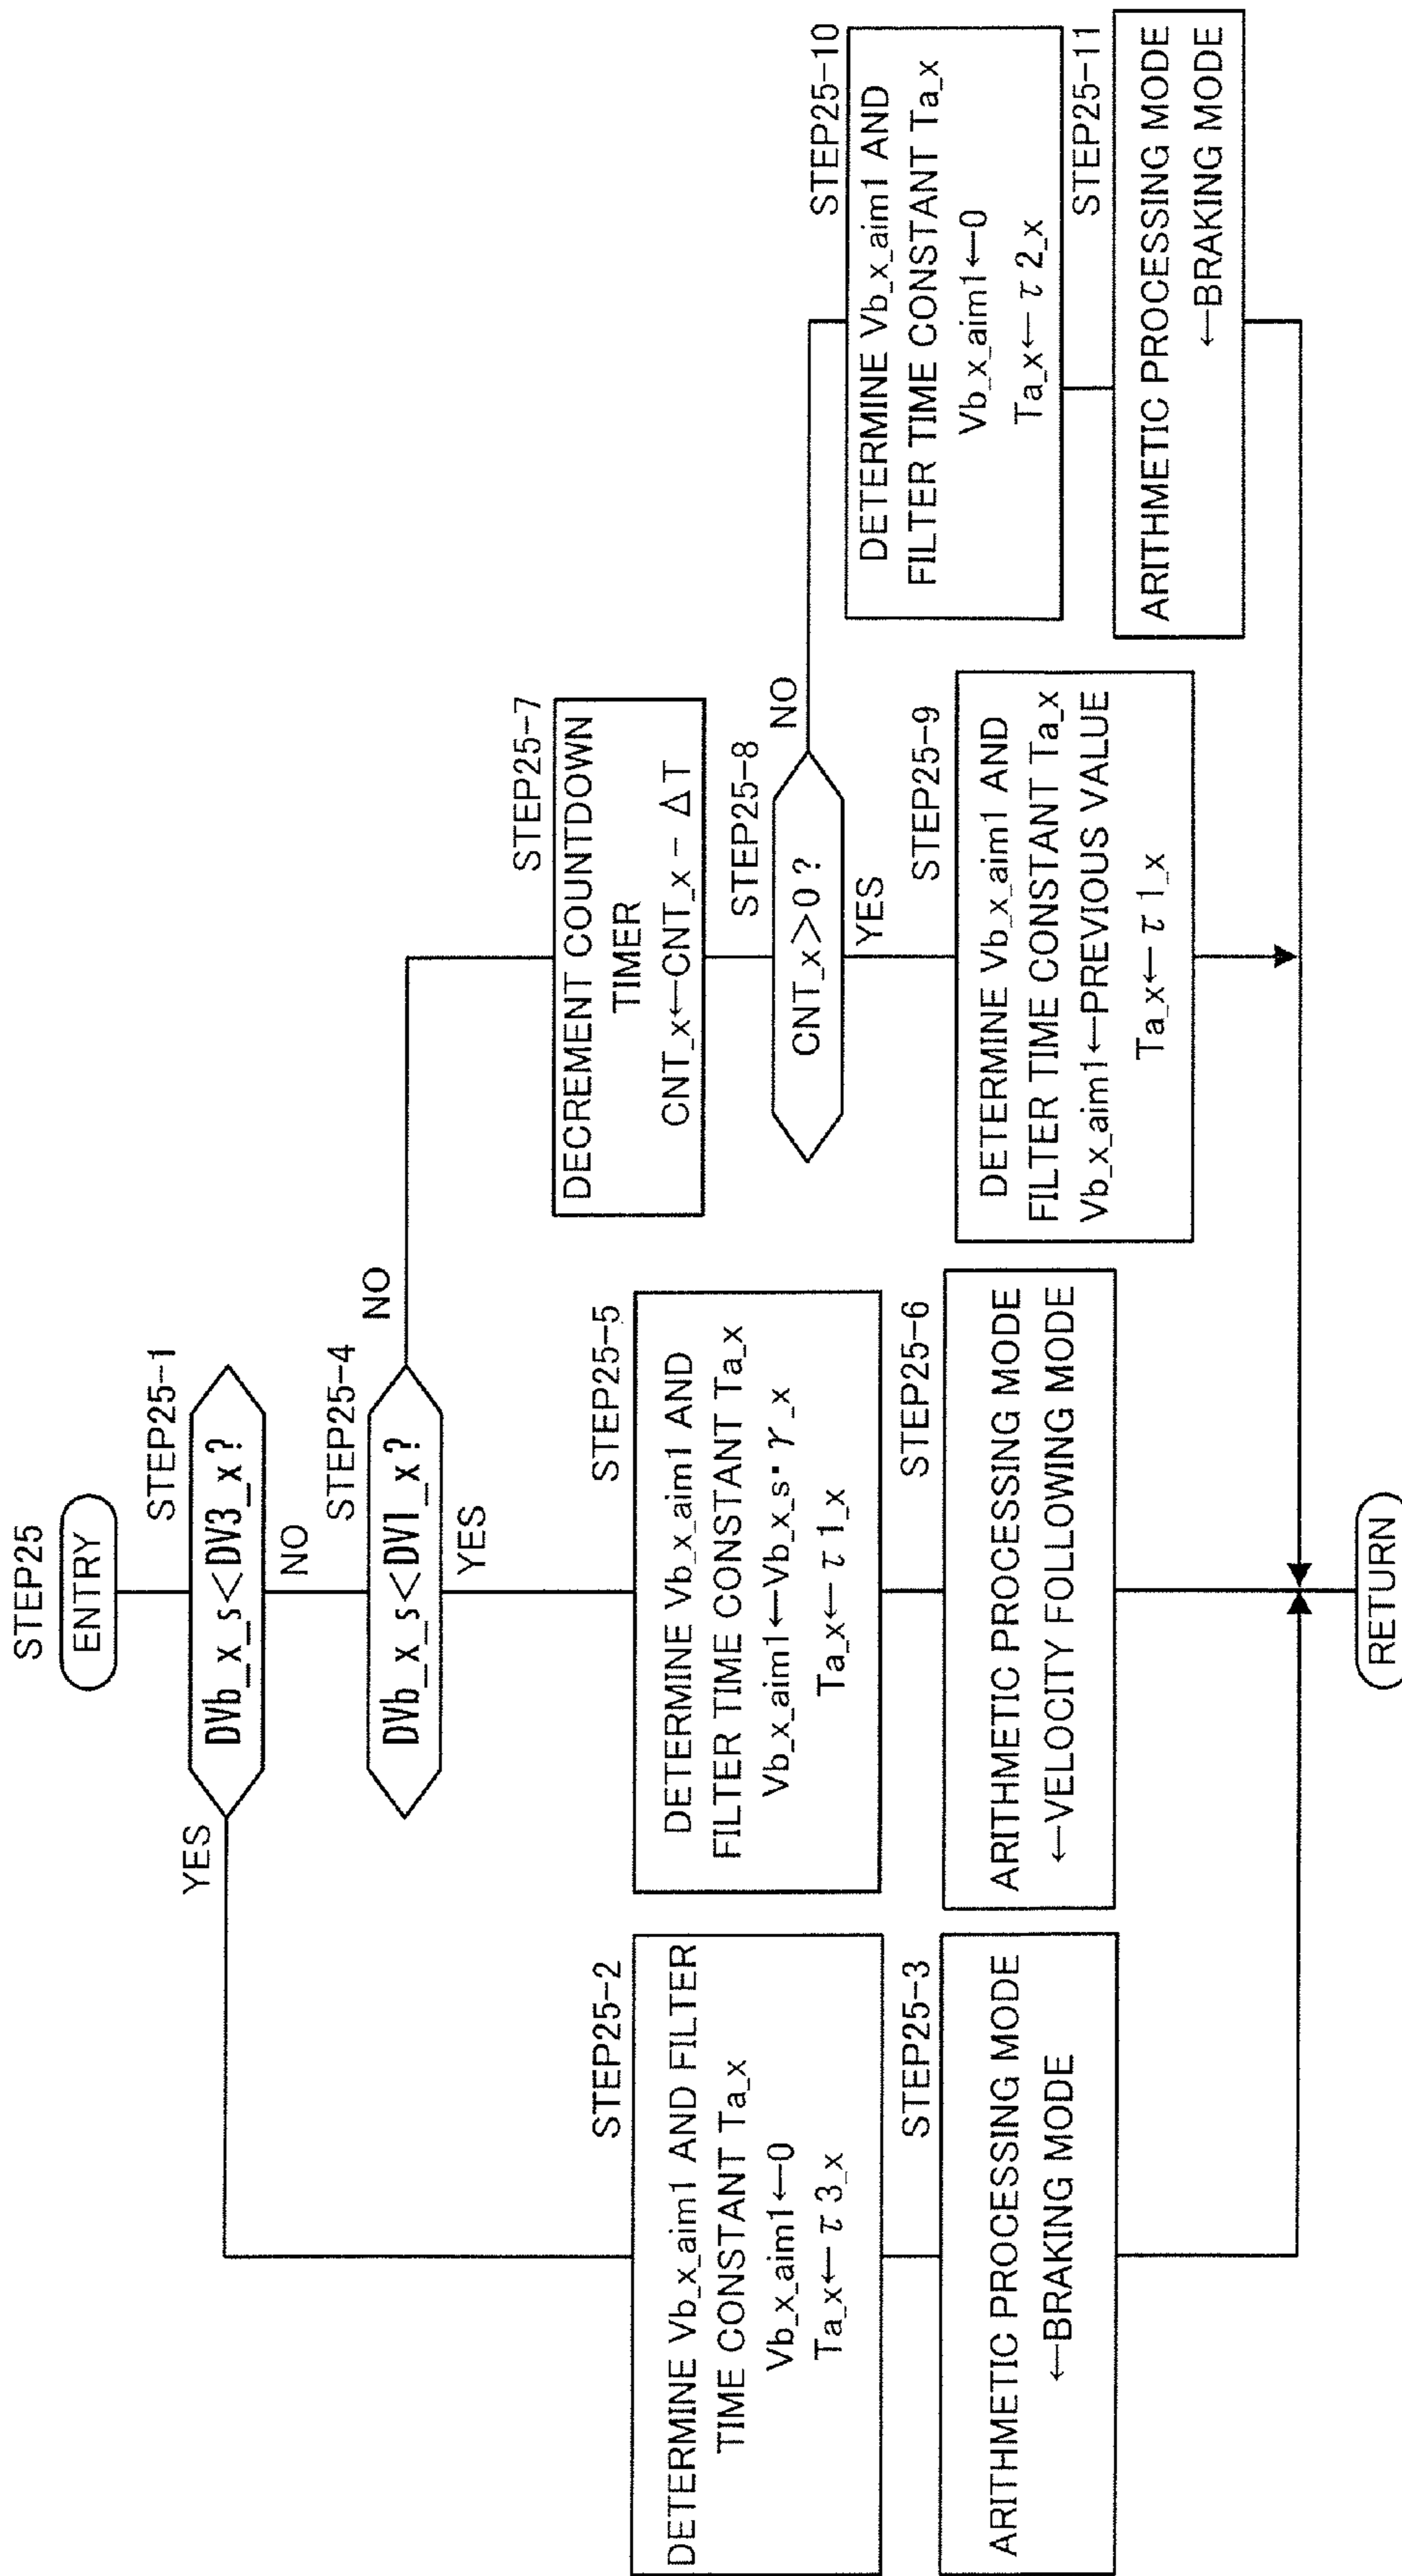 STEP25
ENTRY
STEP25-1
DVb_x_s<DV3_x?
YES
NO
STEP25-4
DVb_x_s<DV1_x?
NO
YES
STEP25-2
DETERMINE Vb_x_aim1 AND FILTER
TIME CONSTANT Ta_x
Vb_x_aim1←0
Ta_x←τ3_x
STEP25-3
ARITHMETIC PROCESSING MODE
←BRAKING MODE
STEP25-5
DETERMINE Vb_x_aim1 AND
FILTER TIME CONSTANT Ta_x
Vb_x_aim1←Vb_x_s・γ_x
Ta_x←τ1_x
STEP25-6
ARITHMETIC PROCESSING MODE
←VELOCITY FOLLOWING MODE
STEP25-7
DECREMENT COUNTDOWN
TIMER
CNT_x←CNT_x - ΔT
STEP25-8
CNT_x>0?
NO
YES
STEP25-9
DETERMINE Vb_x_aim1 AND
FILTER TIME CONSTANT Ta_x
Vb_x_aim1←PREVIOUS VALUE
Ta_x←τ1_x
STEP25-10
DETERMINE Vb_x_aim1 AND
FILTER TIME CONSTANT Ta_x
Vb_x_aim1←0
Ta_x←τ2_x
STEP25-11
ARITHMETIC PROCESSING MODE
←BRAKING MODE
RETURN